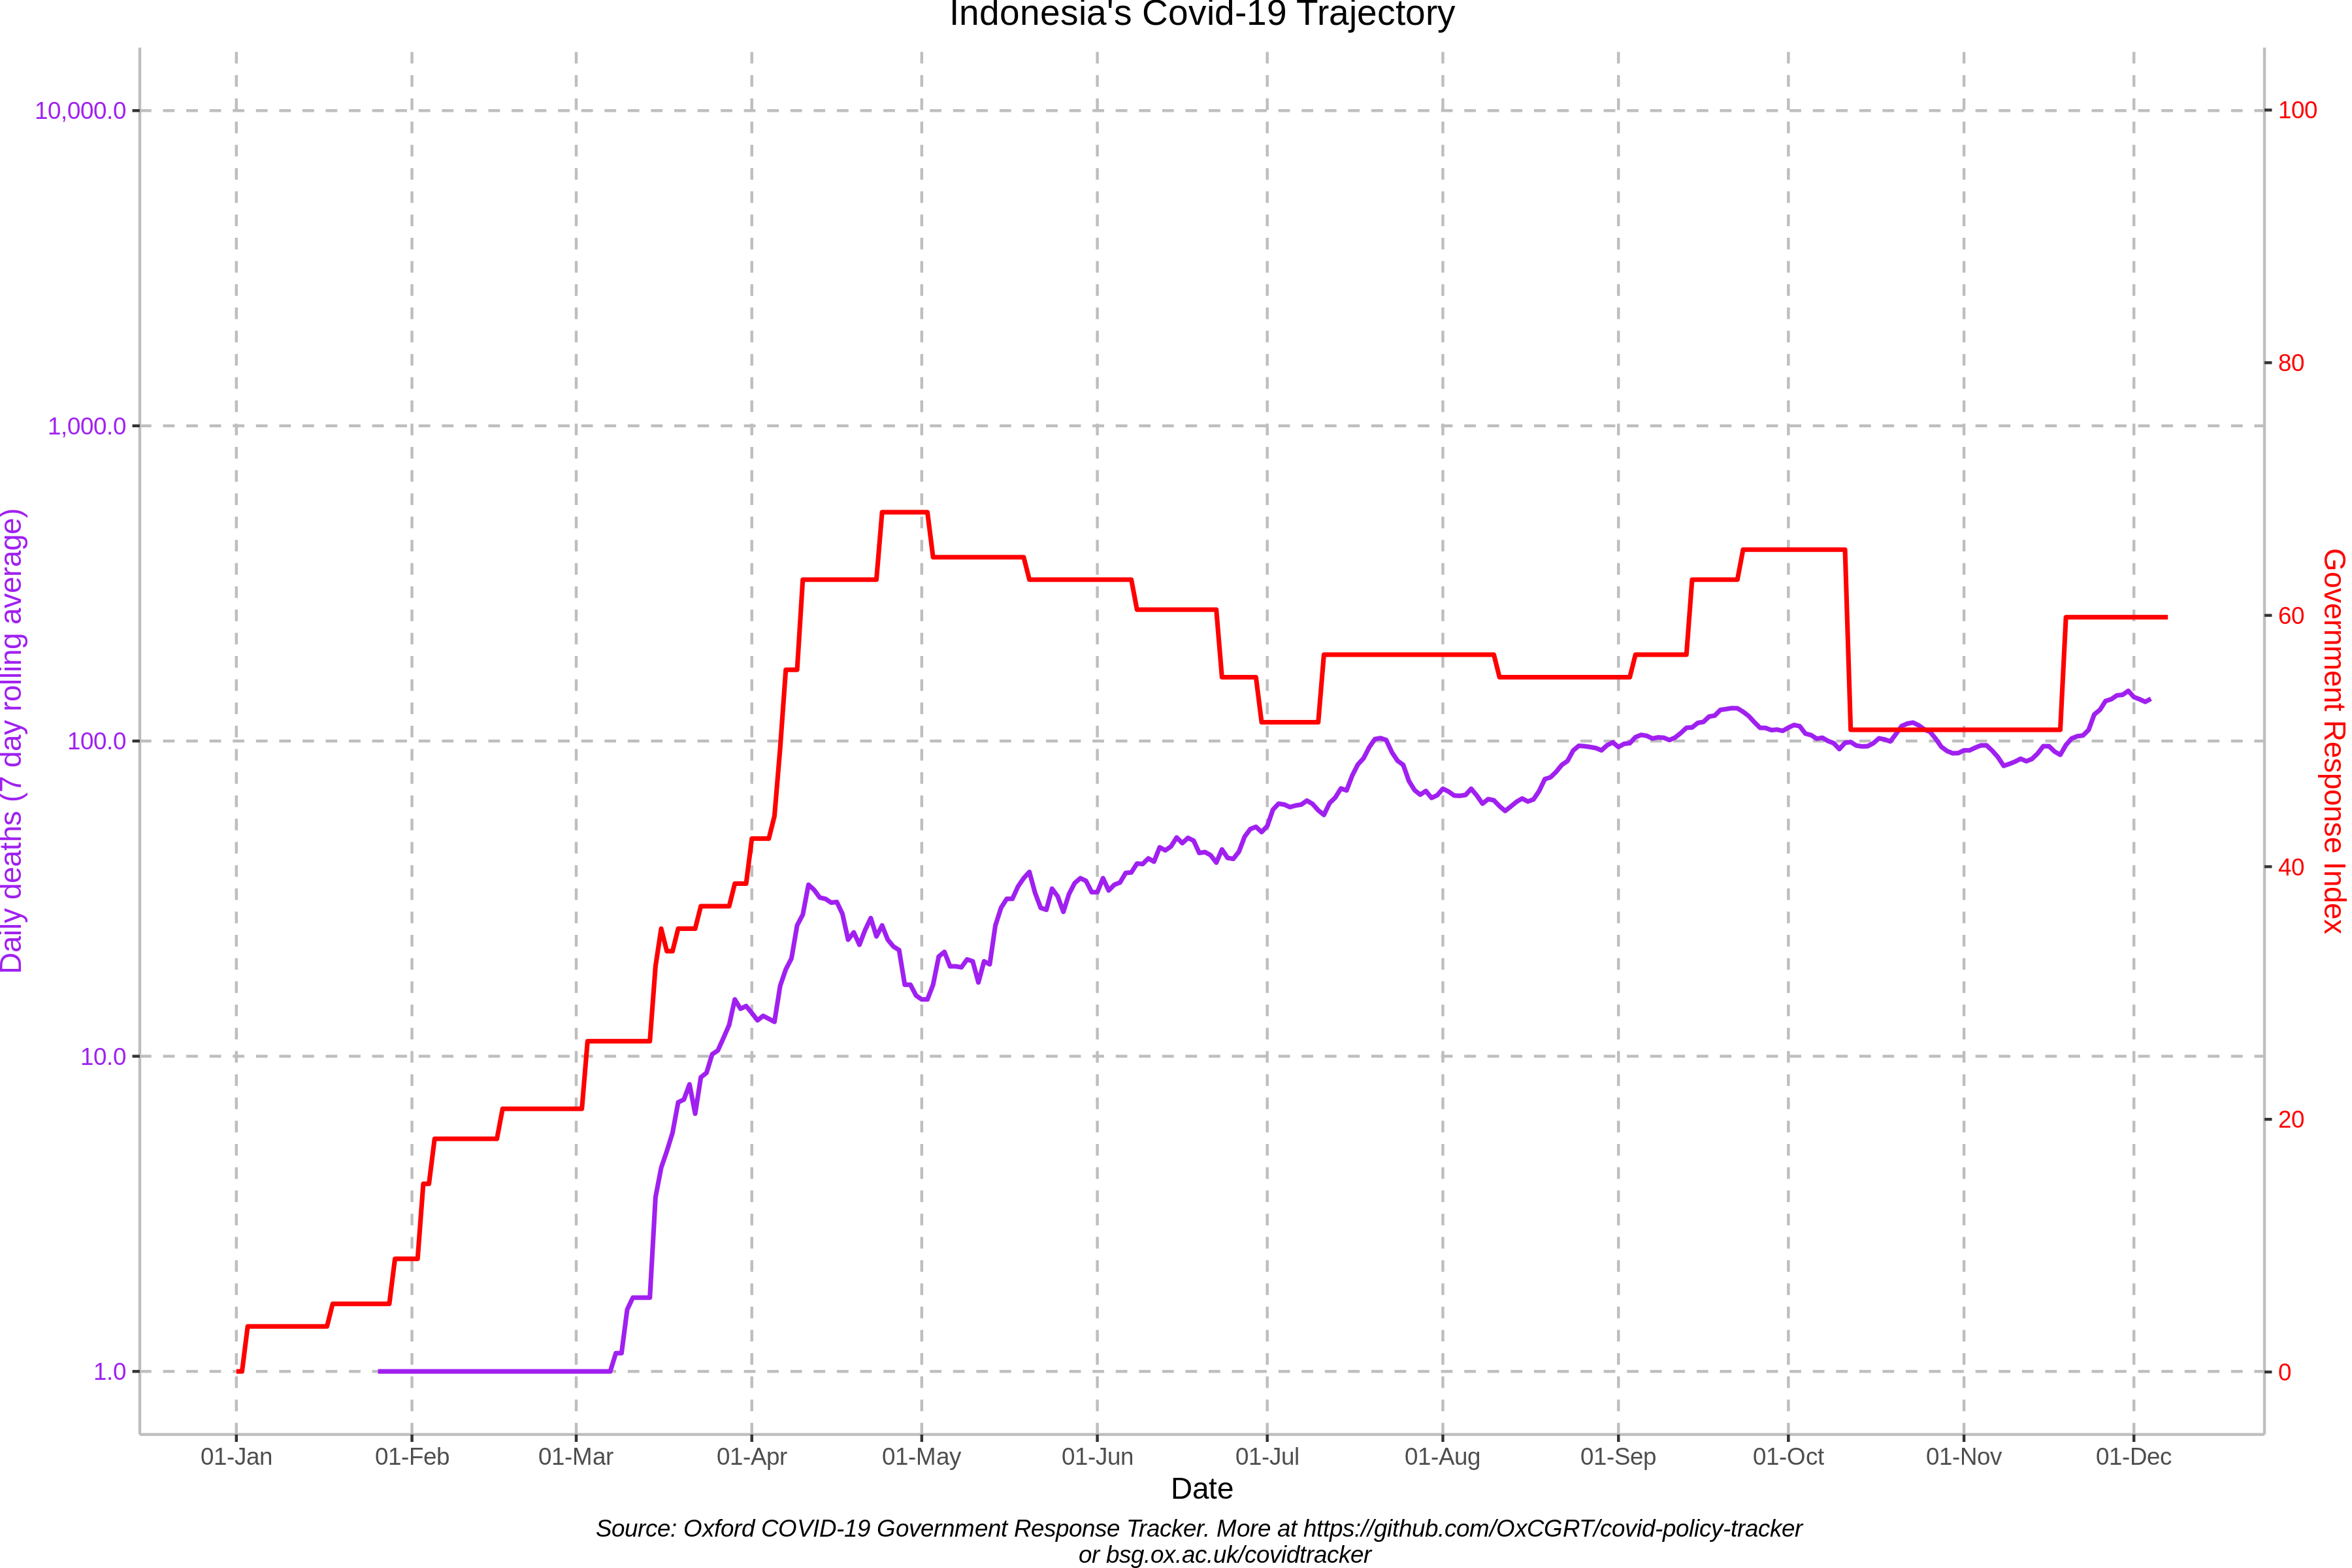 Indonesia's Covid-19 Trajectory
10,000.0
1,000.0
100.0
10.0
1.0
Daily deaths (7 day rolling average)
100
80
60
40
20
0
Government Response Index
01-Jan 01-Feb 01-Mar 01-Apr 01-May 01-Jun 01-Jul 01-Aug 01-Sep 01-Oct 01-Nov 01-Dec
Date
Source: Oxford COVID-19 Government Response Tracker. More at https://github.com/OxCGRT/covid-policy-tracker
or bsg.ox.ac.uk/covidtracker